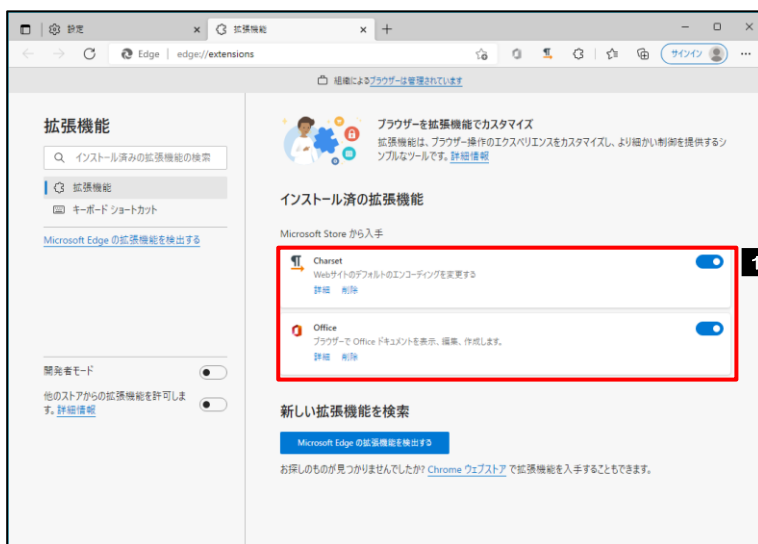 設定
拡張機能
Edge
edge://extensions
サインイン
組織によるブラウザーは管理されています
拡張機能
インストール済みの拡張機能の検索
拡張機能
キーボード ショートカット
Microsoft Edge の拡張機能を検出する
開発者モード
他のストアからの拡張機能を許可しま
す。詳細情報
ブラウザーを拡張機能でカスタマイズ
拡張機能は、ブラウザー操作のエクスペリエンスをカスタマイズし、より細かい制御を提供するシ
ンプルなツールです。詳細情報
インストール済の拡張機能
Microsoft Store から入手
Charset
Webサイトのデフォルトのエンコーディングを変更する
詳細 削除
Office
ブラウザーで Office ドキュメントを表示、編集、作成します。
詳細 削除
1
新しい拡張機能を検索
Microsoft Edge の拡張機能を検出する
お探しのものが見つかりませんでしたか? Chrome ウェブストア で拡張機能を入手することもできます。